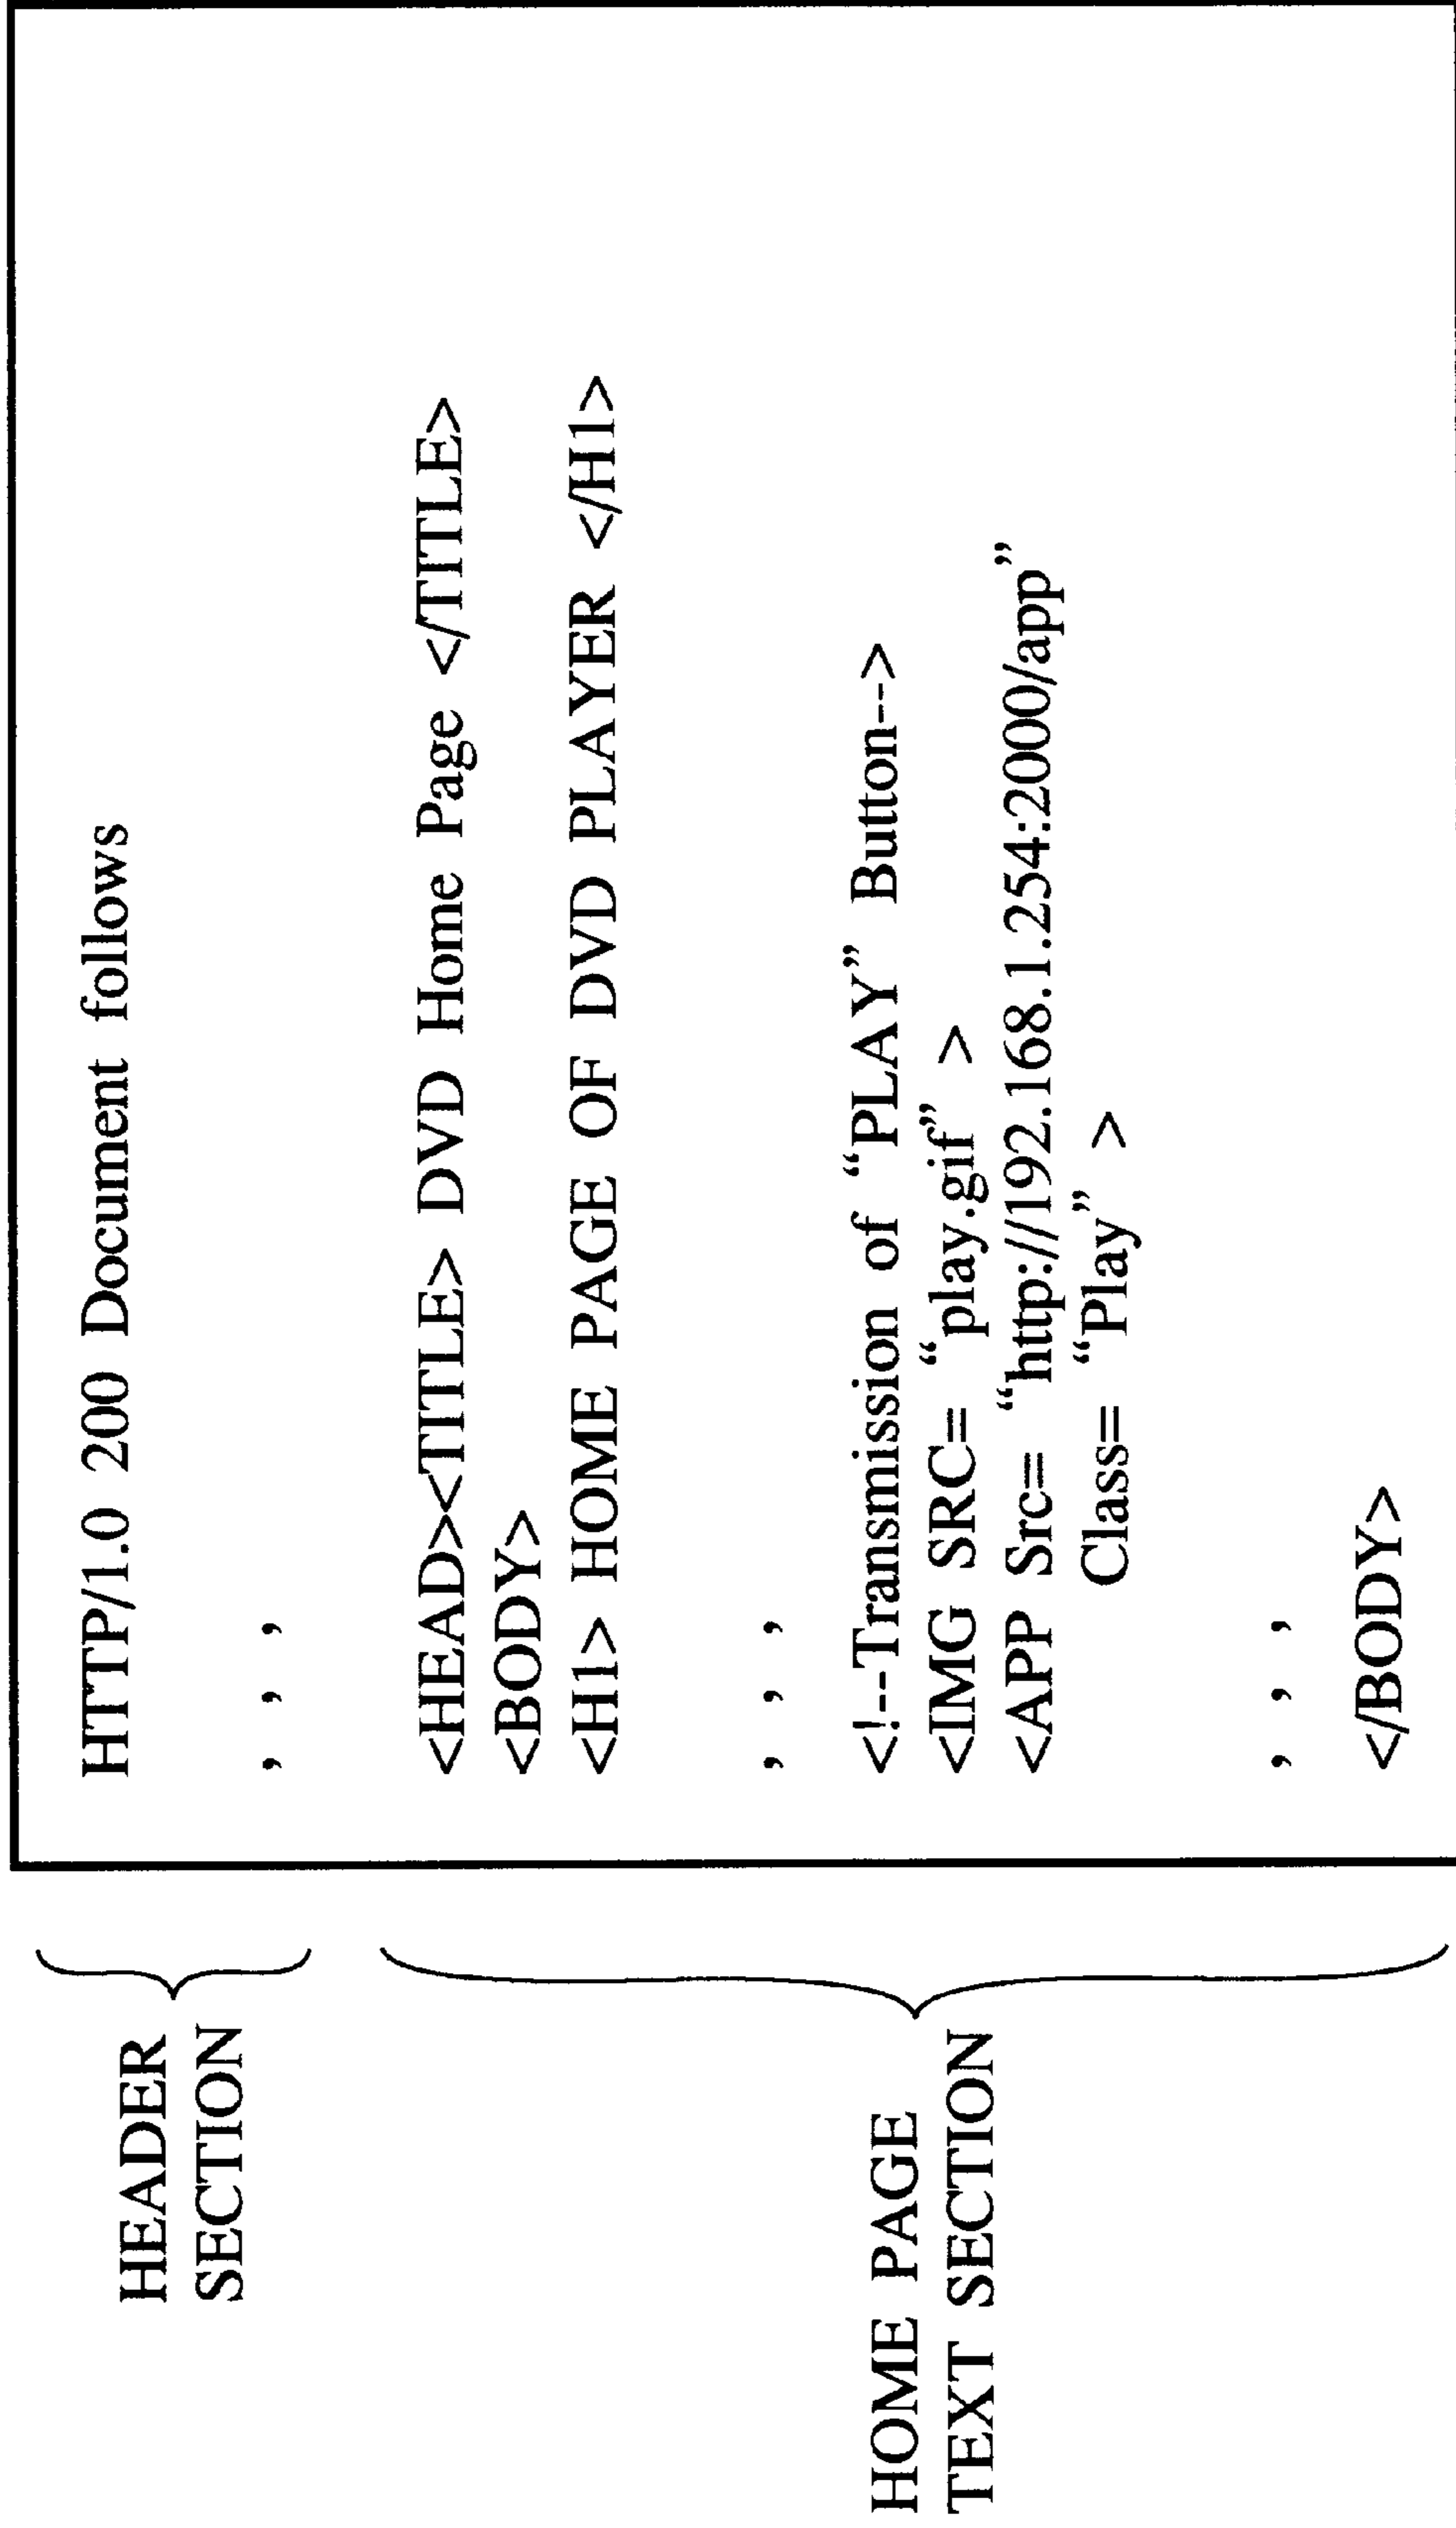 HEADER
SECTION
HTTP/1.0 200 Document follows
, , ,
HOME PAGE
TEXT SECTION
<HEAD><TITLE> DVD Home Page </TITLE>
<BODY>
<H1> HOME PAGE OF DVD PLAYER </H1>
, , ,
<!--Transmission of “PLAY” Button-->
<IMG SRC= “play.gif” >
<APP Src= “http://192.168.1.254:2000/app”
Class= “Play” >
, , ,
</BODY>